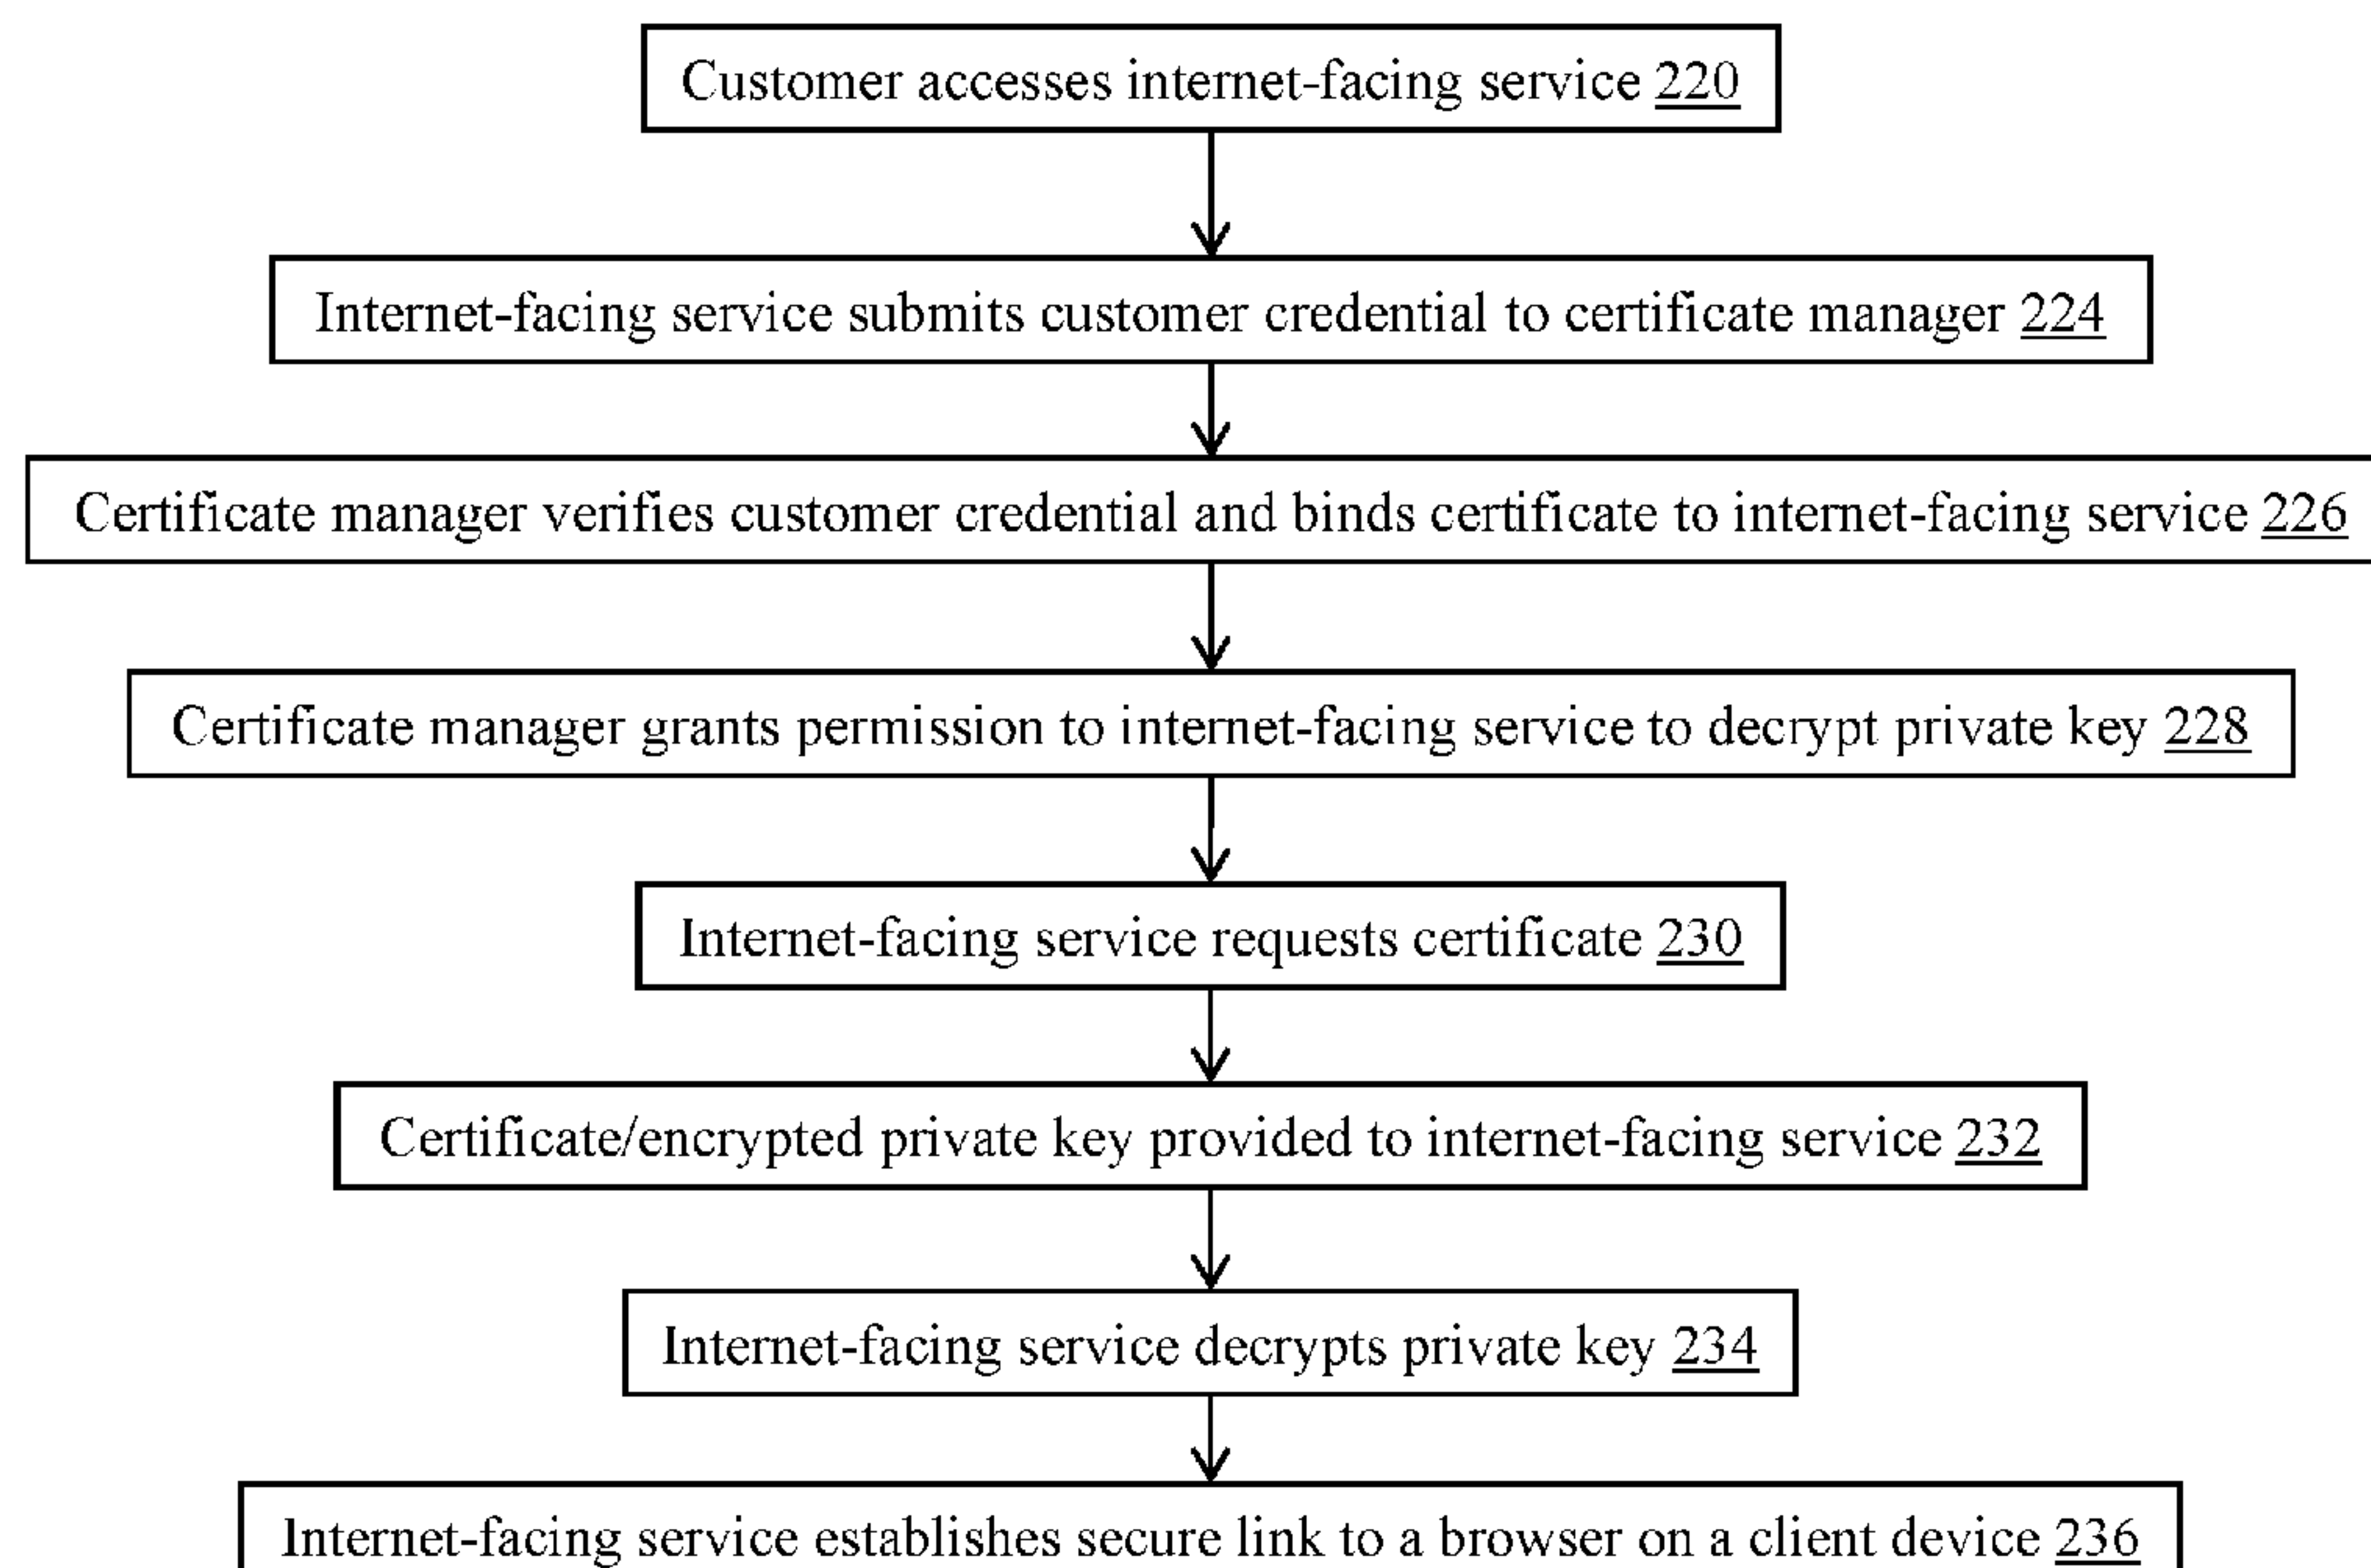 Customer accesses internet-facing service 220
Internet-facing service submits customer credential to certificate manager 224
Certificate manager verifies customer credential and binds certificate to internet-facing service 226
Certificate manager grants permission to internet-facing service to decrypt private key 228
Internet-facing service requests certificate 230
Certificate/encrypted private key provided to internet-facing service 232
Internet-facing service decrypts private key 234
Internet-facing service establishes secure link to a browser on a client device 236